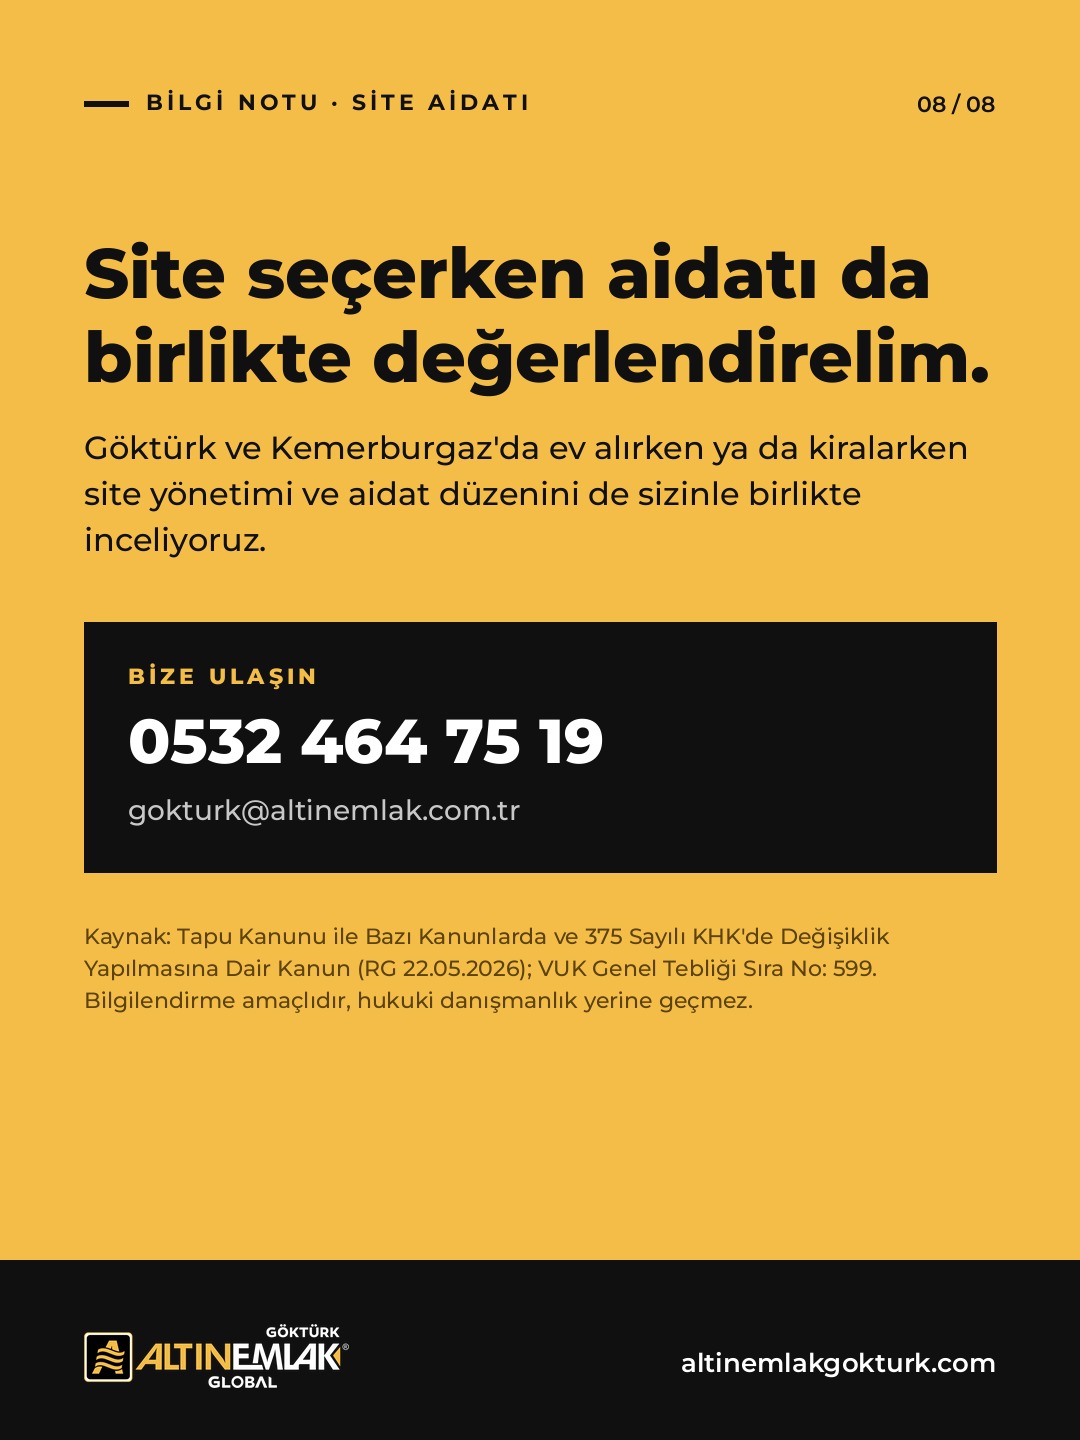 BİLGİ NOTU · SİTE AİDATI
08 / 08
Site seçerken aidatı da
birlikte değerlendirelim.
Göktürk ve Kemerburgaz'da ev alırken ya da kiralarken
site yönetimi ve aidat düzenini de sizinle birlikte
inceliyoruz.
BİZE ULAŞIN
0532 464 75 19
gokturk@altinemlak.com.tr
Kaynak: Tapu Kanunu ile Bazı Kanunlarda ve 375 Sayılı KHK'de Değişiklik
Yapılmasına Dair Kanun (RG 22.05.2026); VUK Genel Tebliği Sıra No: 599.
Bilgilendirme amaçlıdır, hukuki danışmanlık yerine geçmez.
GÖKTÜRK
ALTINEMLAK®
GLOBAL
altinemlakgokturk.com